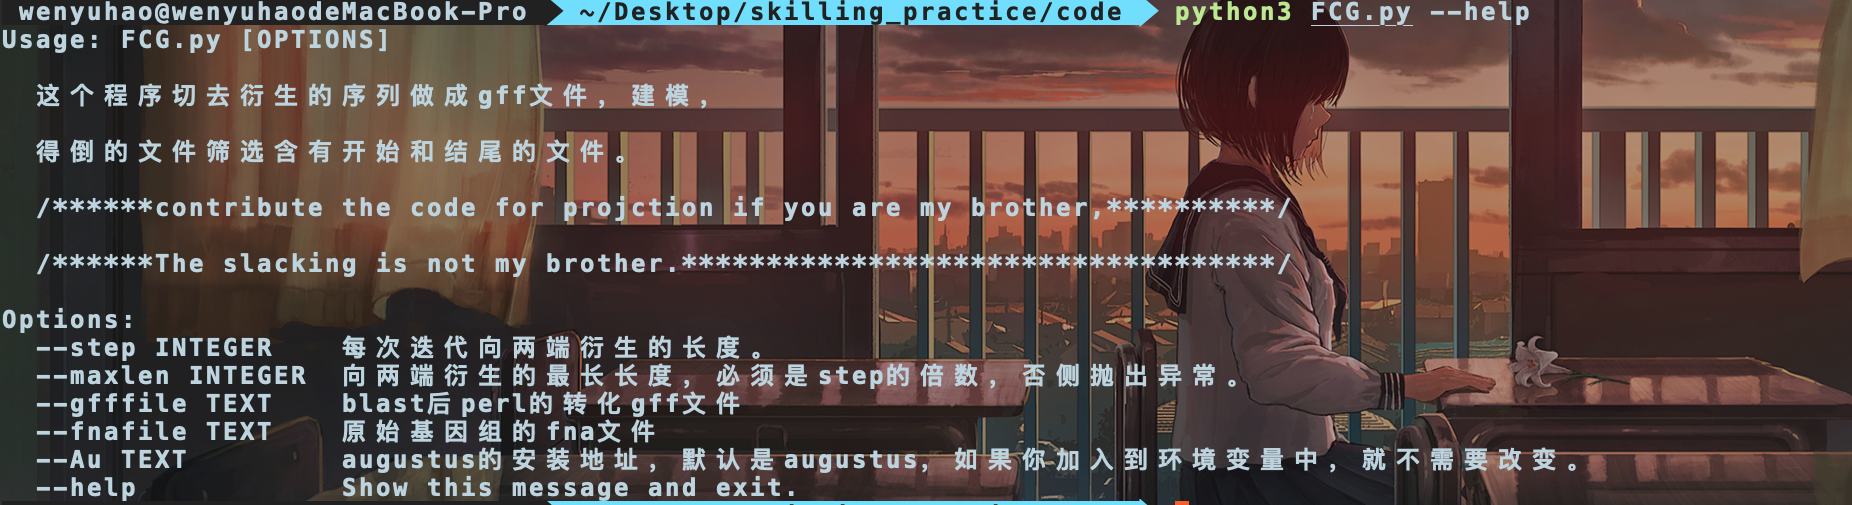 wenyuhao@wenyuhaodeMacBook-Pro ~/Desktop/skilling_practice/code python3 FCG.py --help
Usage: FCG.py [OPTIONS]
这个程序切去衍生的序列做成gff文件，建模，
得倒的文件筛选含有开始和结尾的文件。
/******contribute the code for projction if you are my brother,**********/
/******The slacking is not my brother.***********************************/
Options:
--step INTEGER 每次迭代向两端衍生的长度。
--maxlen INTEGER 向两端衍生的最长长度，必须是step的倍数，否侧抛出异常。
--gfffile TEXT blast后perl的转化gff文件
--fnafile TEXT 原始基因组的fna文件
--Au TEXT augustus的安装地址，默认是augustus, 如果你加入到环境变量中，就不需要改变。
--help Show this message and exit.